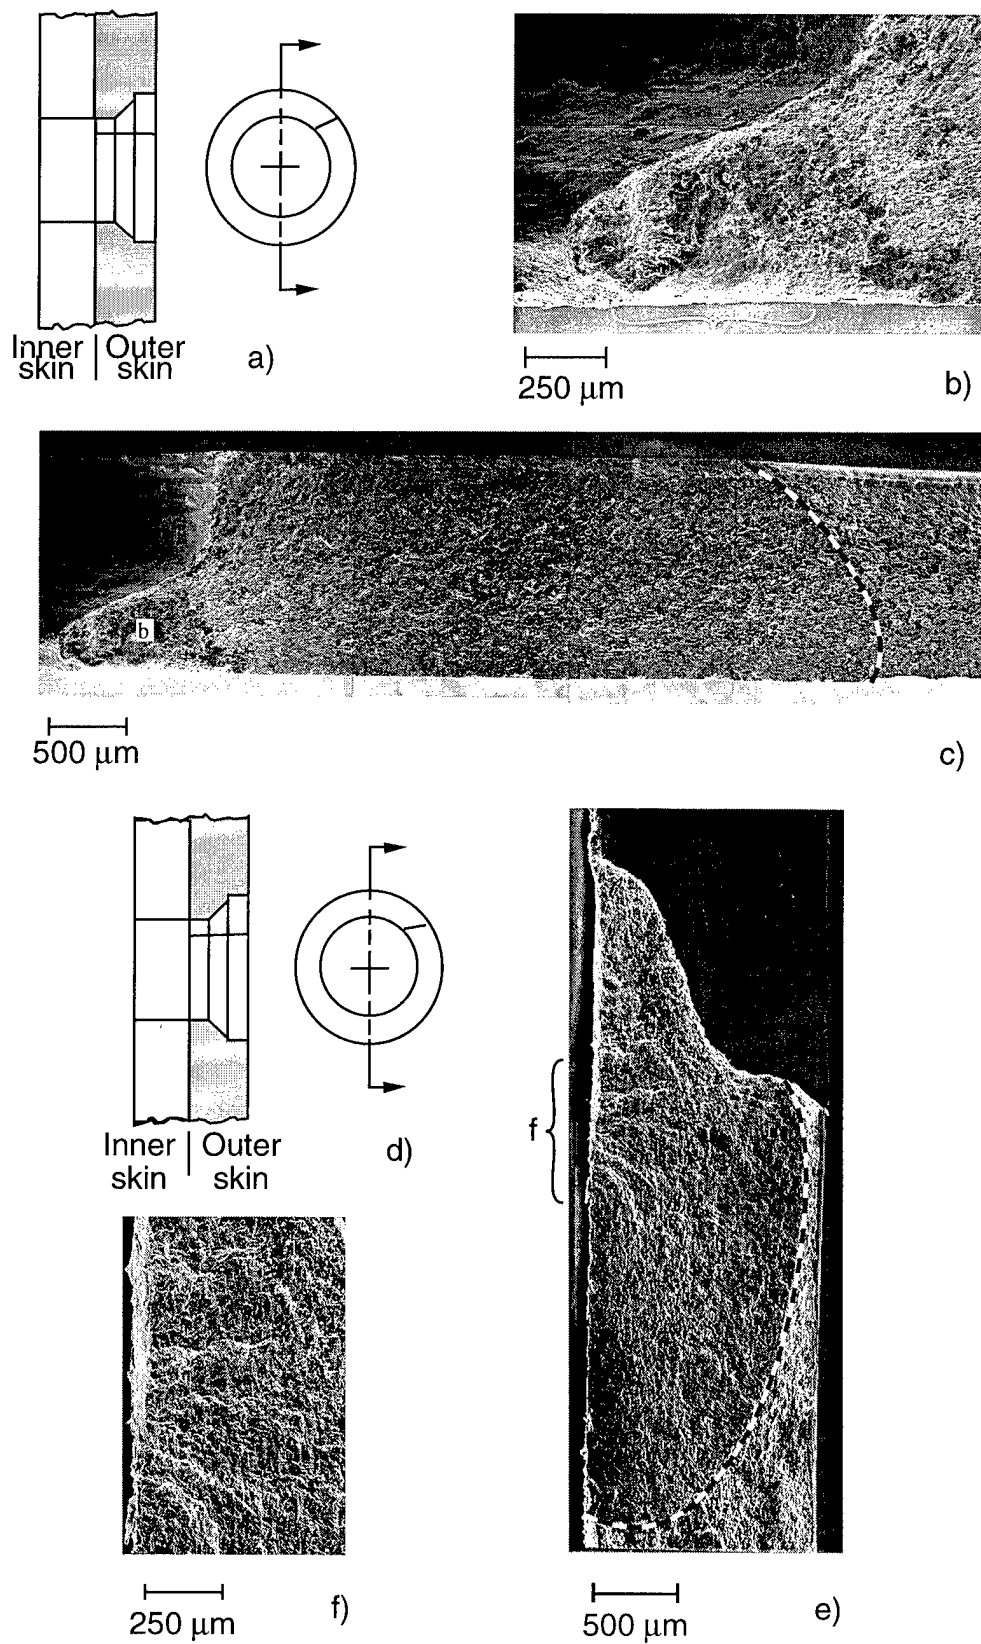 Inner Outer
skin skin
a)
250 μm
b)
b
500 μm
c)
Inner Outer
skin skin
d)
f
250 μm
f)
500 μm
e)